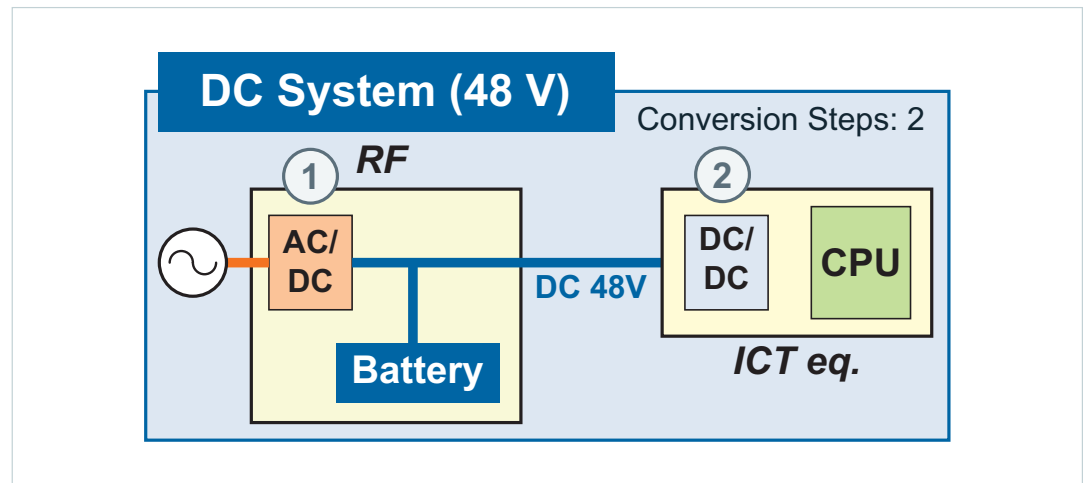 DC System (48 V)
Conversion Steps: 2
1
RF
2
AC/
DC
DC/
DC
CPU
DC 48V
Battery
ICT eq.